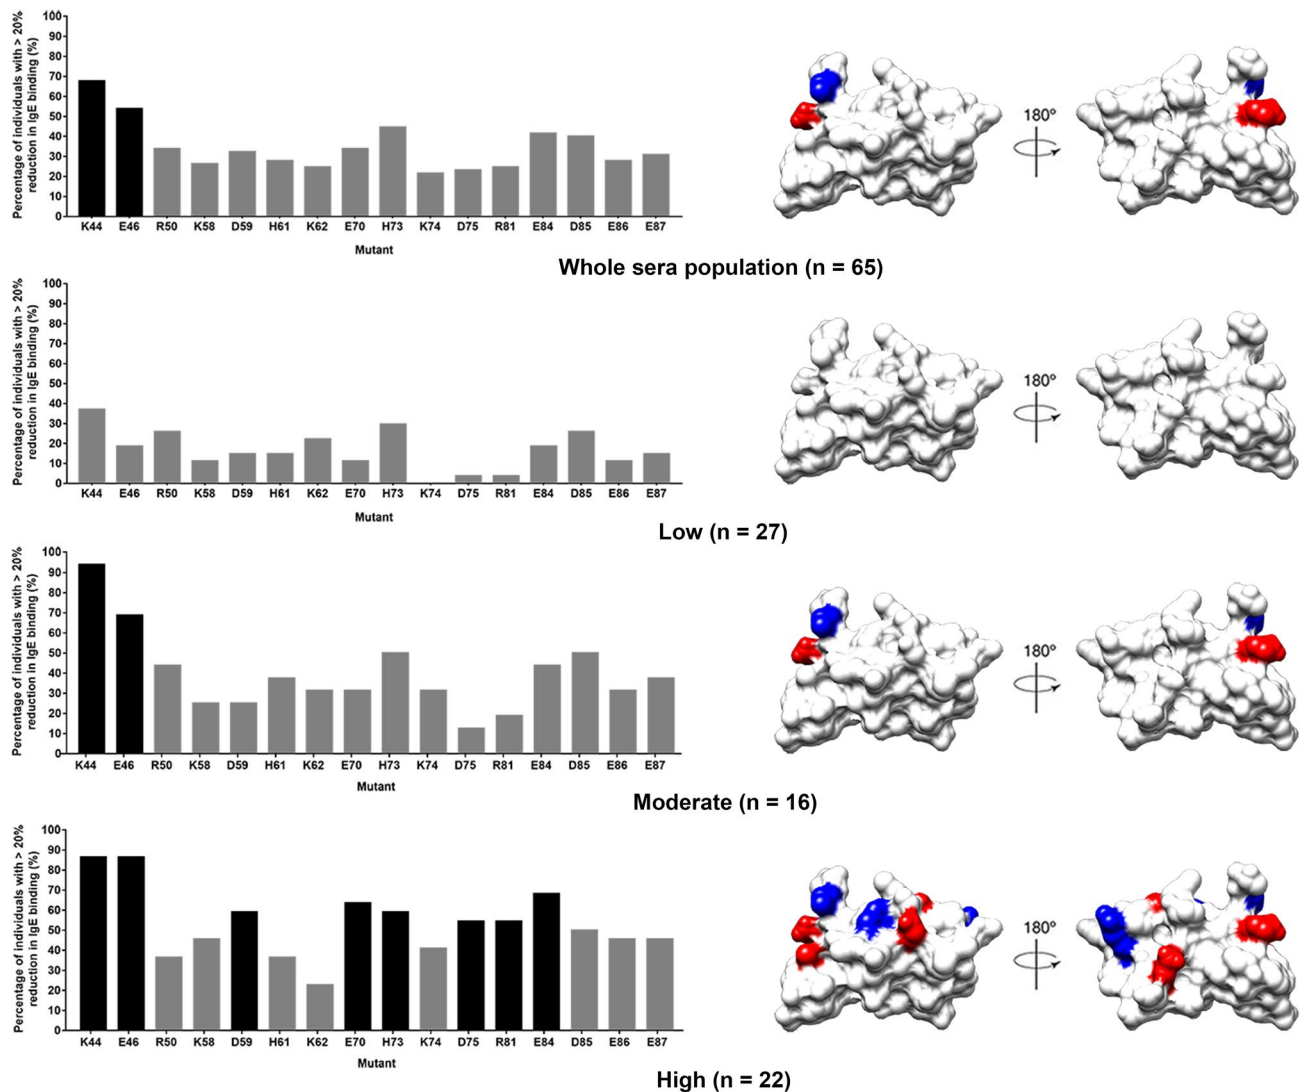 Percentage of individuals with > 20%
reduction in IgE binding (%)
100
90
80
70
60
50
40
30
20
10
0
K44 E46 R50 K58 D59 H61 K62 E70 H73 K74 D75 R81 E84 D85 E86 E87
Mutant
180º
Whole sera population (n = 65)
Percentage of individuals with > 20%
reduction in IgE binding (%)
100
90
80
70
60
50
40
30
20
10
0
K44 E46 R50 K58 D59 H61 K62 E70 H73 K74 D75 R81 E84 D85 E86 E87
Mutant
180º
Low (n = 27)
Percentage of individuals with > 20%
reduction in IgE binding (%)
100
90
80
70
60
50
40
30
20
10
0
K44 E46 R50 K58 D59 H61 K62 E70 H73 K74 D75 R81 E84 D85 E86 E87
Mutant
180º
Moderate (n = 16)
Percentage of individuals with > 20%
reduction in IgE binding (%)
100
90
80
70
60
50
40
30
20
10
0
K44 E46 R50 K58 D59 H61 K62 E70 H73 K74 D75 R81 E84 D85 E86 E87
Mutant
180º
High (n = 22)